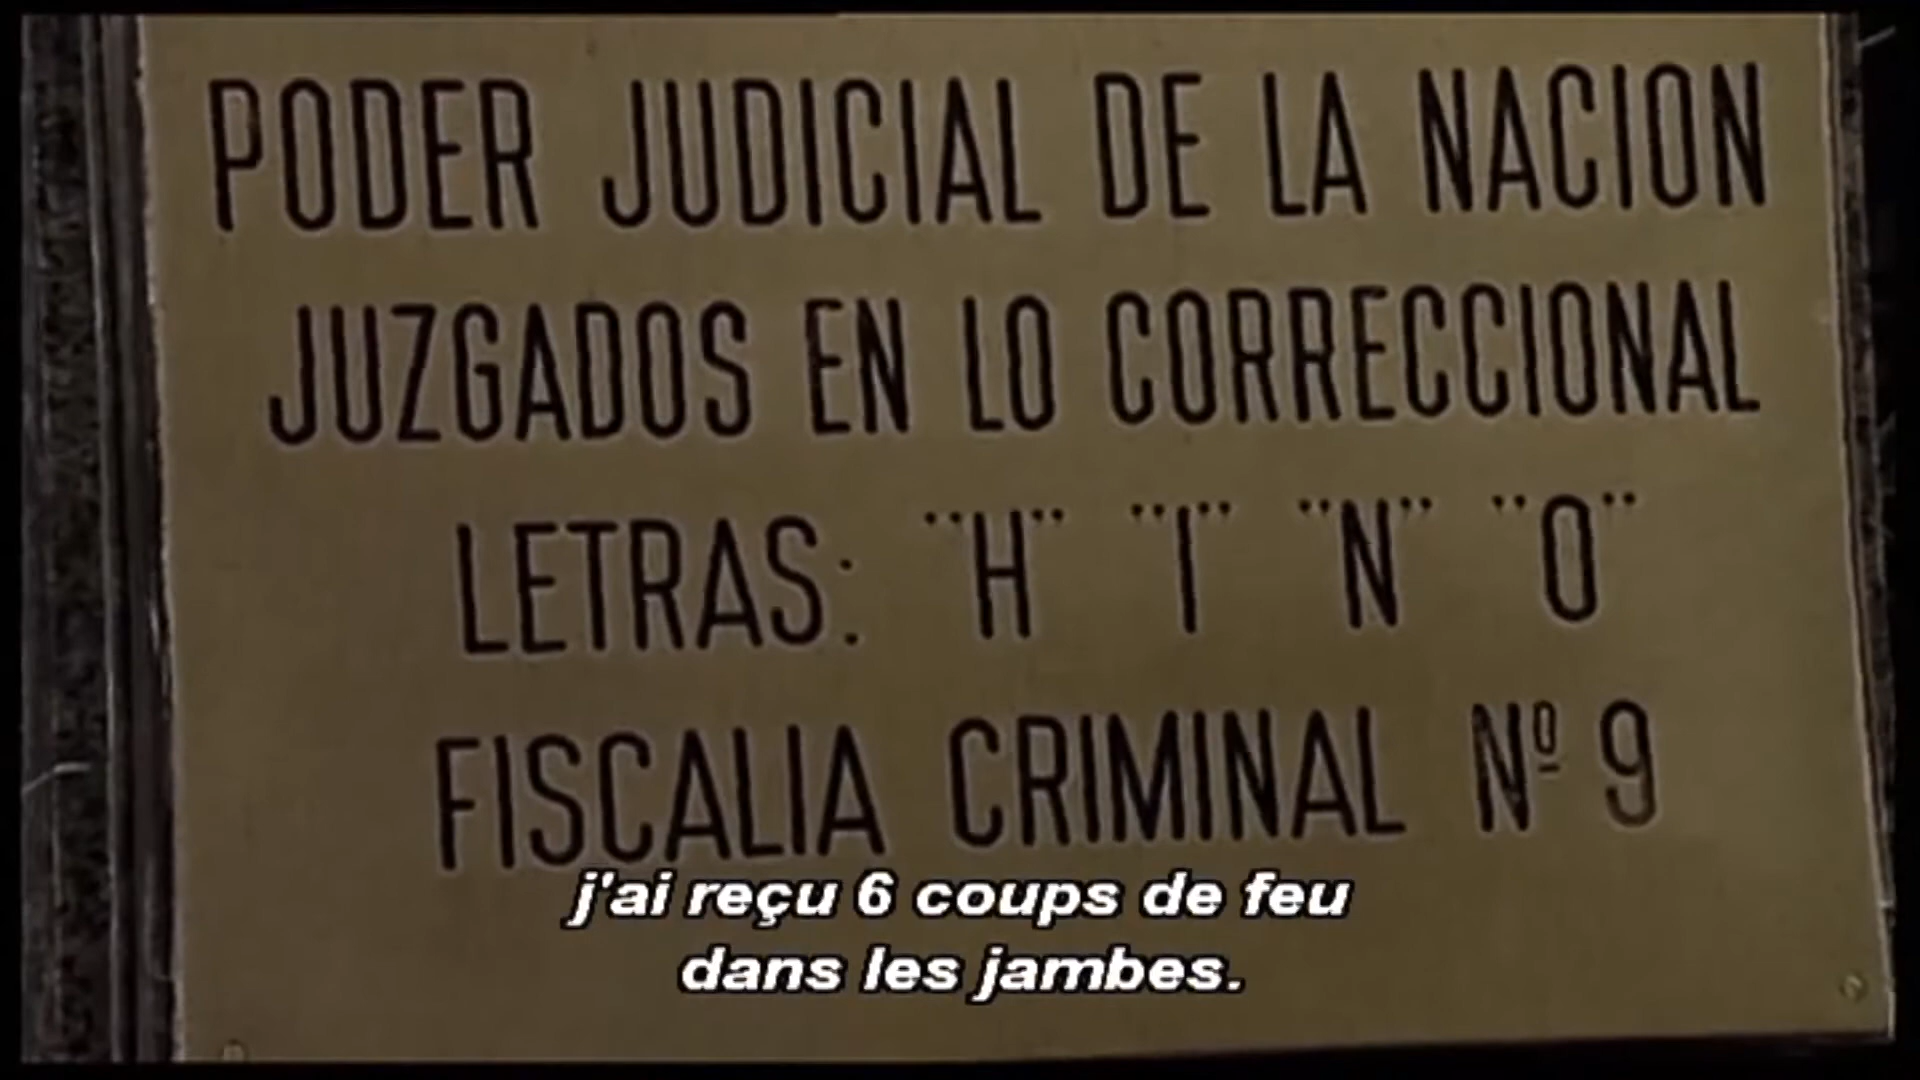 PODER JUDICIAL DE LA NACION
JUZGADOS EN LO CORRECCIONAL
LETRAS: ¨H¨ ¨I¨ ¨N¨ ¨O¨
FISCALIA CRIMINAL Nº 9
j'ai reçu 6 coups de feu
dans les jambes.